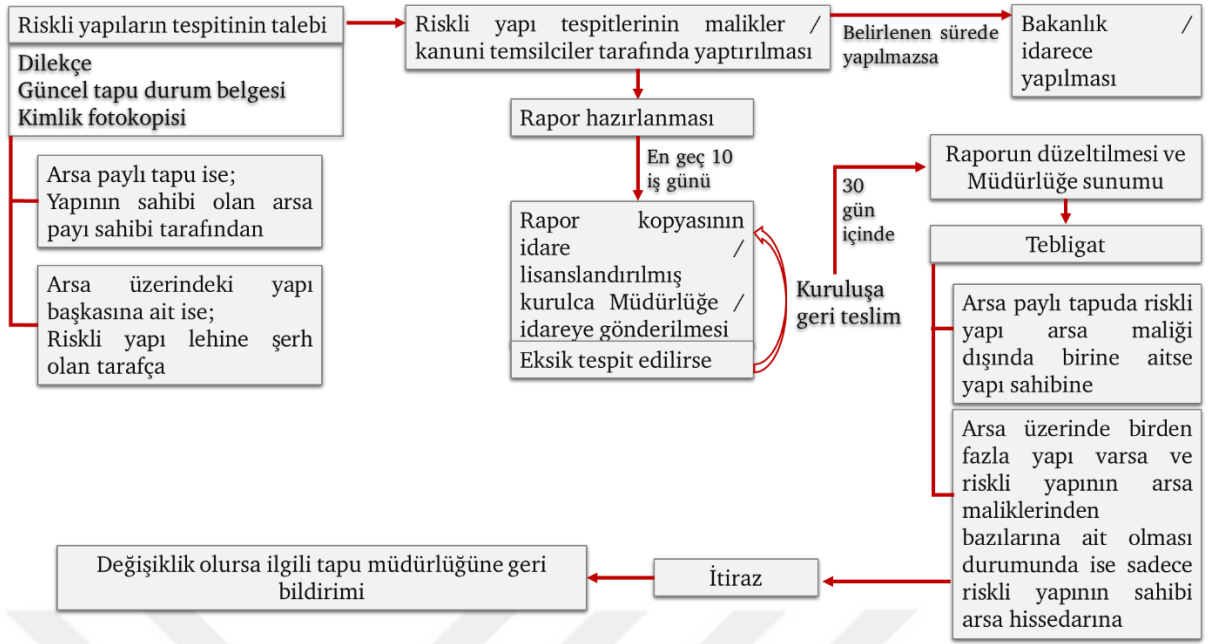 Riskli yapıların tespitinin talebi
Dilekçe
Güncel tapu durum belgesi
Kimlik fotokopisi
Arsa paylı tapu ise;
Yapının sahibi olan arsa
payı sahibi tarafından
Arsa üzerindeki yapı
başkasına ait ise;
Riskli yapı lehine şerh
olan tarafça
Riskli yapı tespitlerinin malikler /
kanuni temsilciler tarafında yaptırılması
Belirlenen sürede
yapılmazsa
Bakanlık /
idarece
yapılması
Rapor hazırlanması
En geç 10
iş günü
Rapor kopyasının
idare /
lisanslandırılmış
kurulca Müdürlüğe /
idareye gönderilmesi
Eksik tespit edilirse
Kuruluşa
geri teslim
30
gün
içinde
Raporun düzeltilmesi ve
Müdürlüğe sunumu
Tebligat
Arsa paylı tapuda riskli
yapı arsa maliği
dışında birine aitse
yapı sahibine
Arsa üzerinde birden
fazla yapı varsa ve
riskli yapının arsa
maliklerinden
bazılarına ait olması
durumunda ise sadece
riskli yapının sahibi
arsa hissedarına
İtiraz
Değişiklik olursa ilgili tapu müdürlüğüne geri
bildirimi